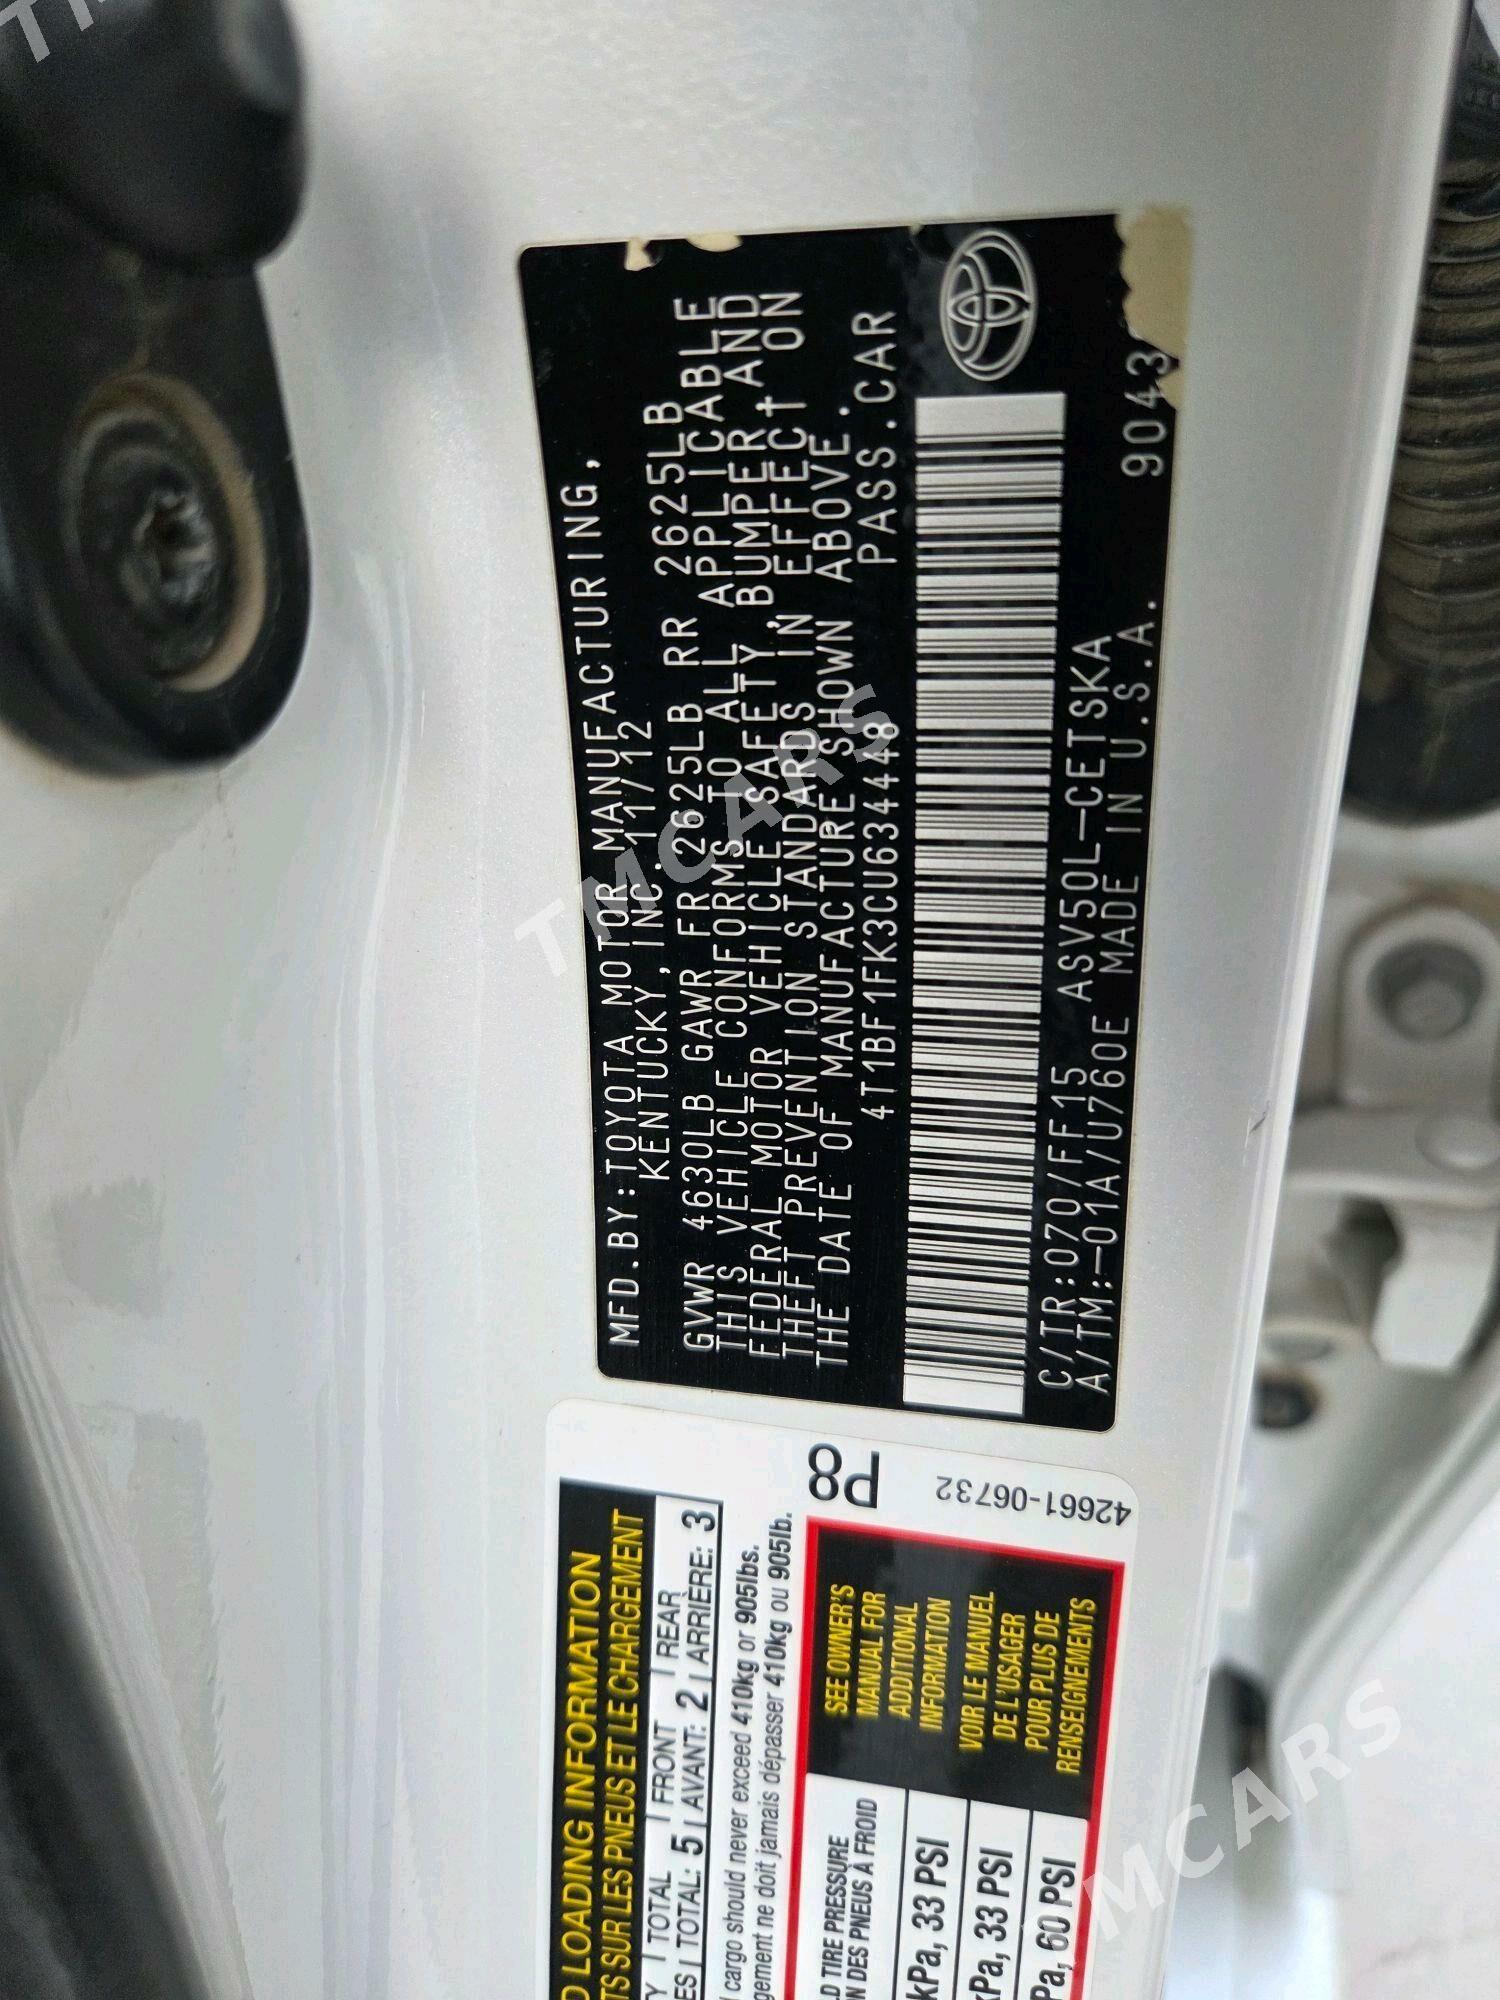 MFD.BY:TOYOTA MOTOR MANUFACTURING,
KENTUCKY,INC. 11/12
GVWR 4630LB GAWR FR 2625LB RR 2625LB
THIS VEHICLE CONFORMS TO ALL APPLICABLE
FEDERAL MOTOR VEHICLE SAFETY,BUMPER,AND
THEFT PREVENTION STANDARDS IN EFFECT ON
THE DATE OF MANUFACTURE SHOWN ABOVE.
4T1BF1FK3CU634448 PASS.CAR
C/TR:070/FF15 ASV50L-CETSKA
A/TM:-01A/U760E MADE IN U.S.A. 9043
P8
42661-06732
LOADING INFORMATION
SUR LES PNEUS ET LE CHARGEMENT
TOTAL FRONT REAR
TOTAL: 5 AVANT: 2 ARRIÈRE: 3
cargo should never exceed 410kg or 905lbs.
ne doit jamais dépasser 410kg ou 905lb.
TIRE PRESSURE
DES PNEUS À FROID
kPa, 33 PSI
kPa, 33 PSI
60 PSI
SEE OWNER'S
MANUAL FOR
ADDITIONAL
INFORMATION
VOIR LE MANUEL
DE L'USAGER
POUR PLUS DE
RENSEIGNEMENTS
TMCARS
TMCARS